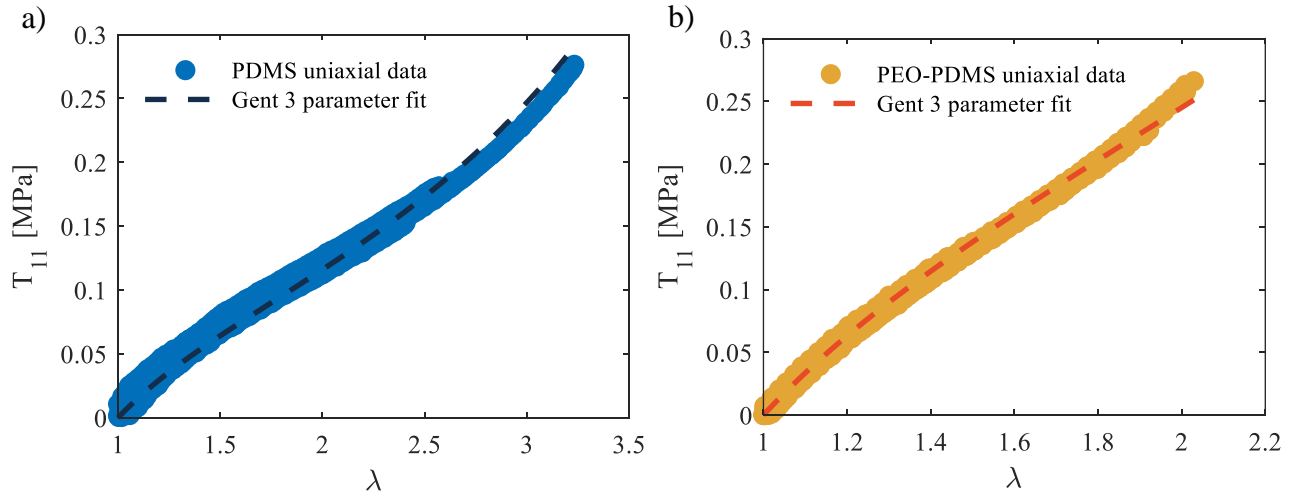 a)
0.3
0.25
0.2
0.15
0.1
0.05
0
T₁₁ [MPa]
PDMS uniaxial data
Gent 3 parameter fit
1
1.5
2
2.5
3
3.5
λ
b)
0.3
0.25
0.2
0.15
0.1
0.05
0
T₁₁ [MPa]
PEO-PDMS uniaxial data
Gent 3 parameter fit
1
1.2
1.4
1.6
1.8
2
2.2
λ